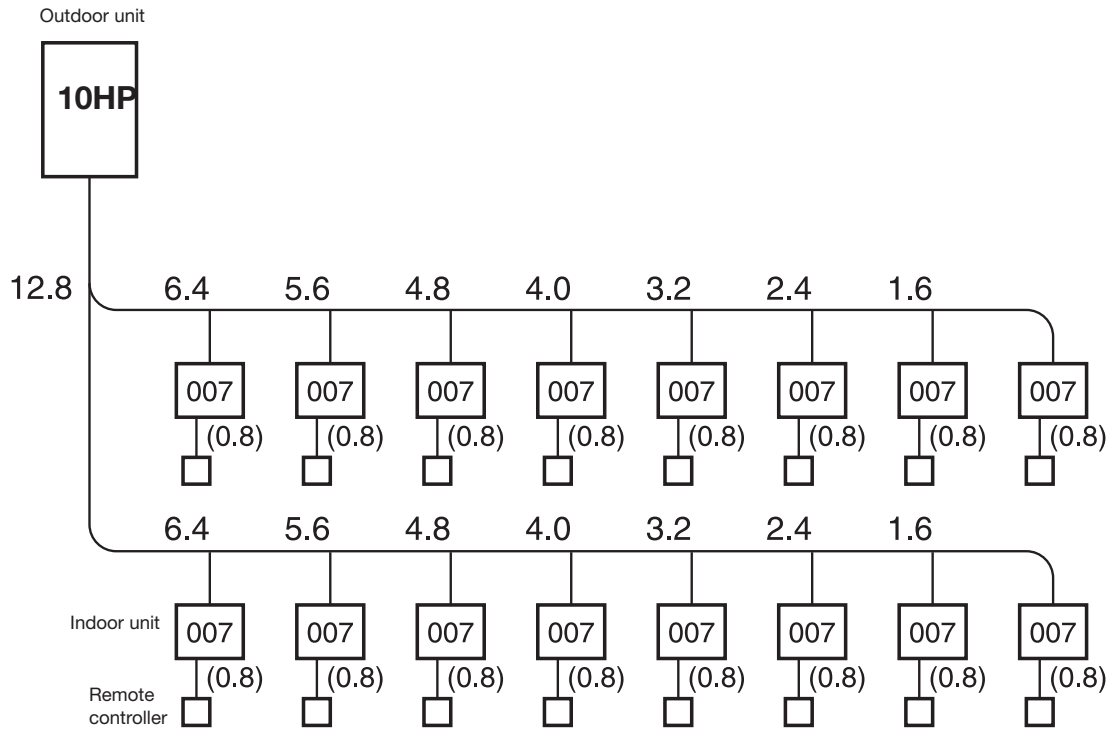 Outdoor unit
10HP
12.8 6.4 5.6 4.8 4.0 3.2 2.4 1.6
007 007 007 007 007 007 007 007
(0.8) (0.8) (0.8) (0.8) (0.8) (0.8) (0.8) (0.8)
6.4 5.6 4.8 4.0 3.2 2.4 1.6
Indoor unit 007 007 007 007 007 007 007 007
(0.8) (0.8) (0.8) (0.8) (0.8) (0.8) (0.8) (0.8)
Remote
controller